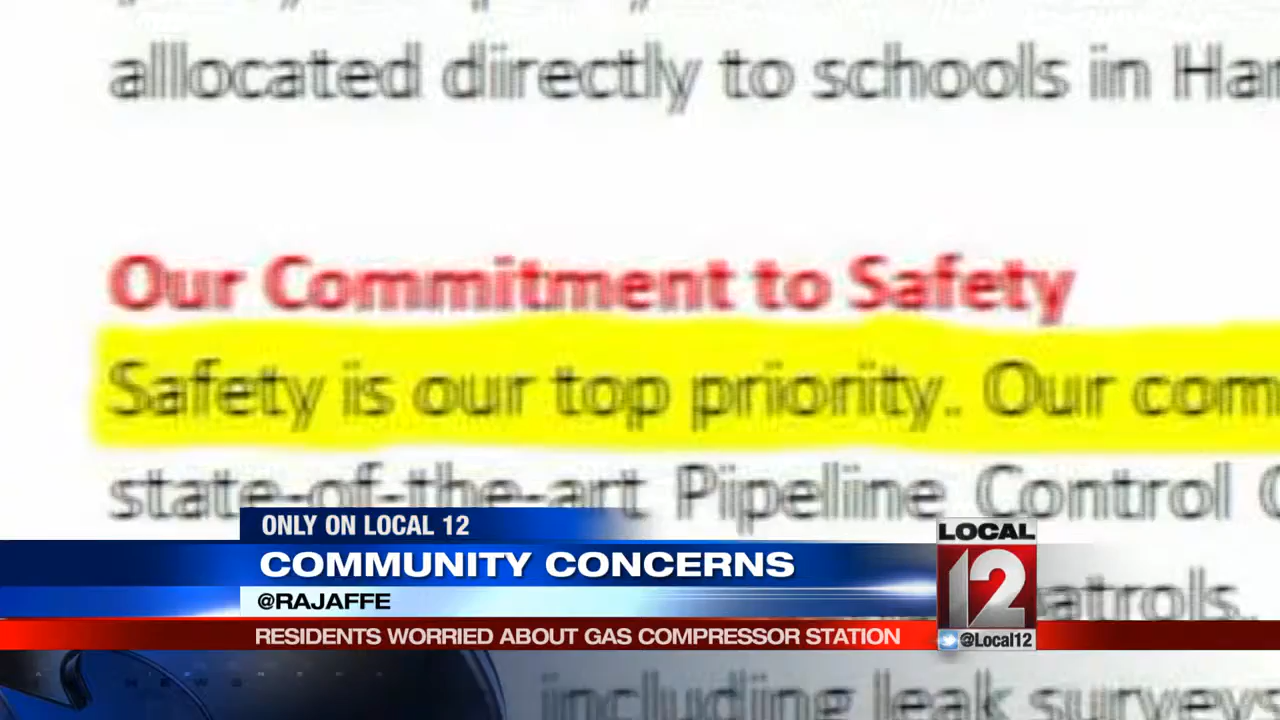 allocated directly to schools in Har
Our Commitment to Safety
Safety is our top priority. Our com
state-of-the-art Pipeline Control C
ONLY ON LOCAL 12
COMMUNITY CONCERNS
@RAJAFFE
RESIDENTS WORRIED ABOUT GAS COMPRESSOR STATION
LOCAL
12
@Local12
atrols.
including leak surveys
NEWS